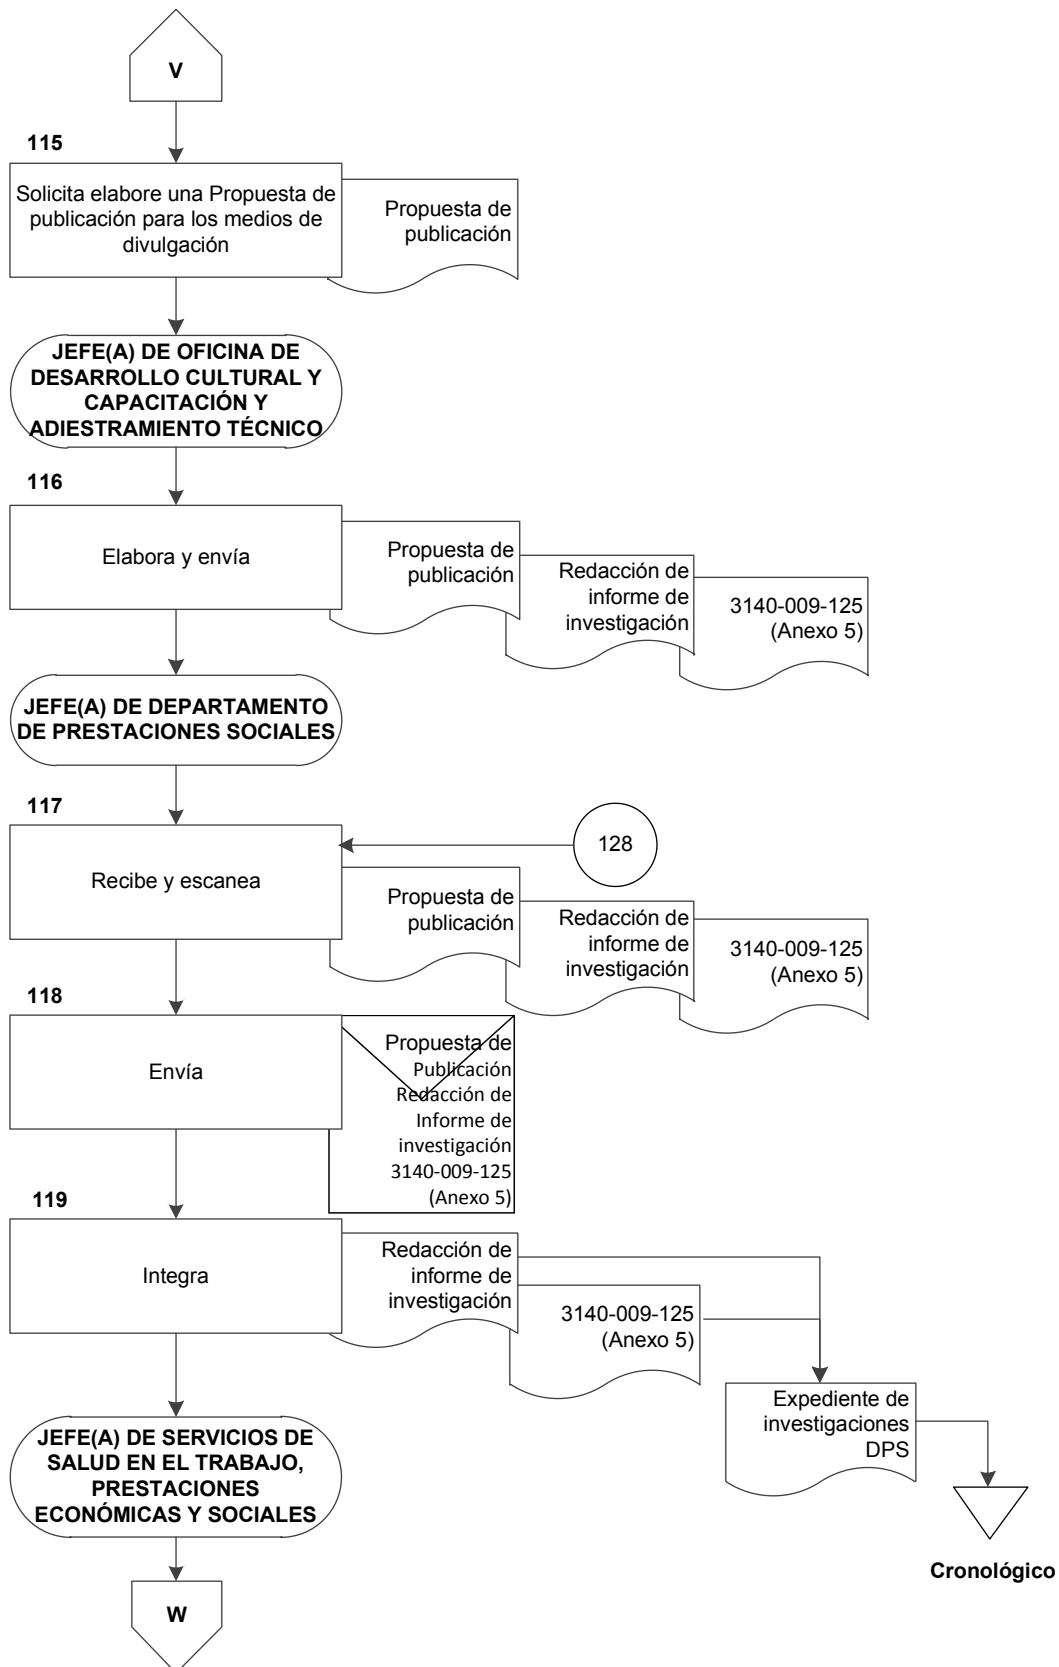 V
115
Solicita elabore una Propuesta de
publicación para los medios de
divulgación
Propuesta de
publicación
JEFE(A) DE OFICINA DE
DESARROLLO CULTURAL Y
CAPACITACIÓN Y
ADIESTRAMIENTO TÉCNICO
116
Elabora y envía
Propuesta de
publicación
Redacción de
informe de
investigación
3140-009-125
(Anexo 5)
JEFE(A) DE DEPARTAMENTO
DE PRESTACIONES SOCIALES
117
Recibe y escanea
128
Propuesta de
publicación
Redacción de
informe de
investigación
3140-009-125
(Anexo 5)
118
Envía
Propuesta de
Publicación
Redacción de
Informe de
investigación
3140-009-125
(Anexo 5)
119
Integra
Redacción de
informe de
investigación
3140-009-125
(Anexo 5)
Expediente de
investigaciones
DPS
Cronológico
JEFE(A) DE SERVICIOS DE
SALUD EN EL TRABAJO,
PRESTACIONES
ECONÓMICAS Y SOCIALES
W